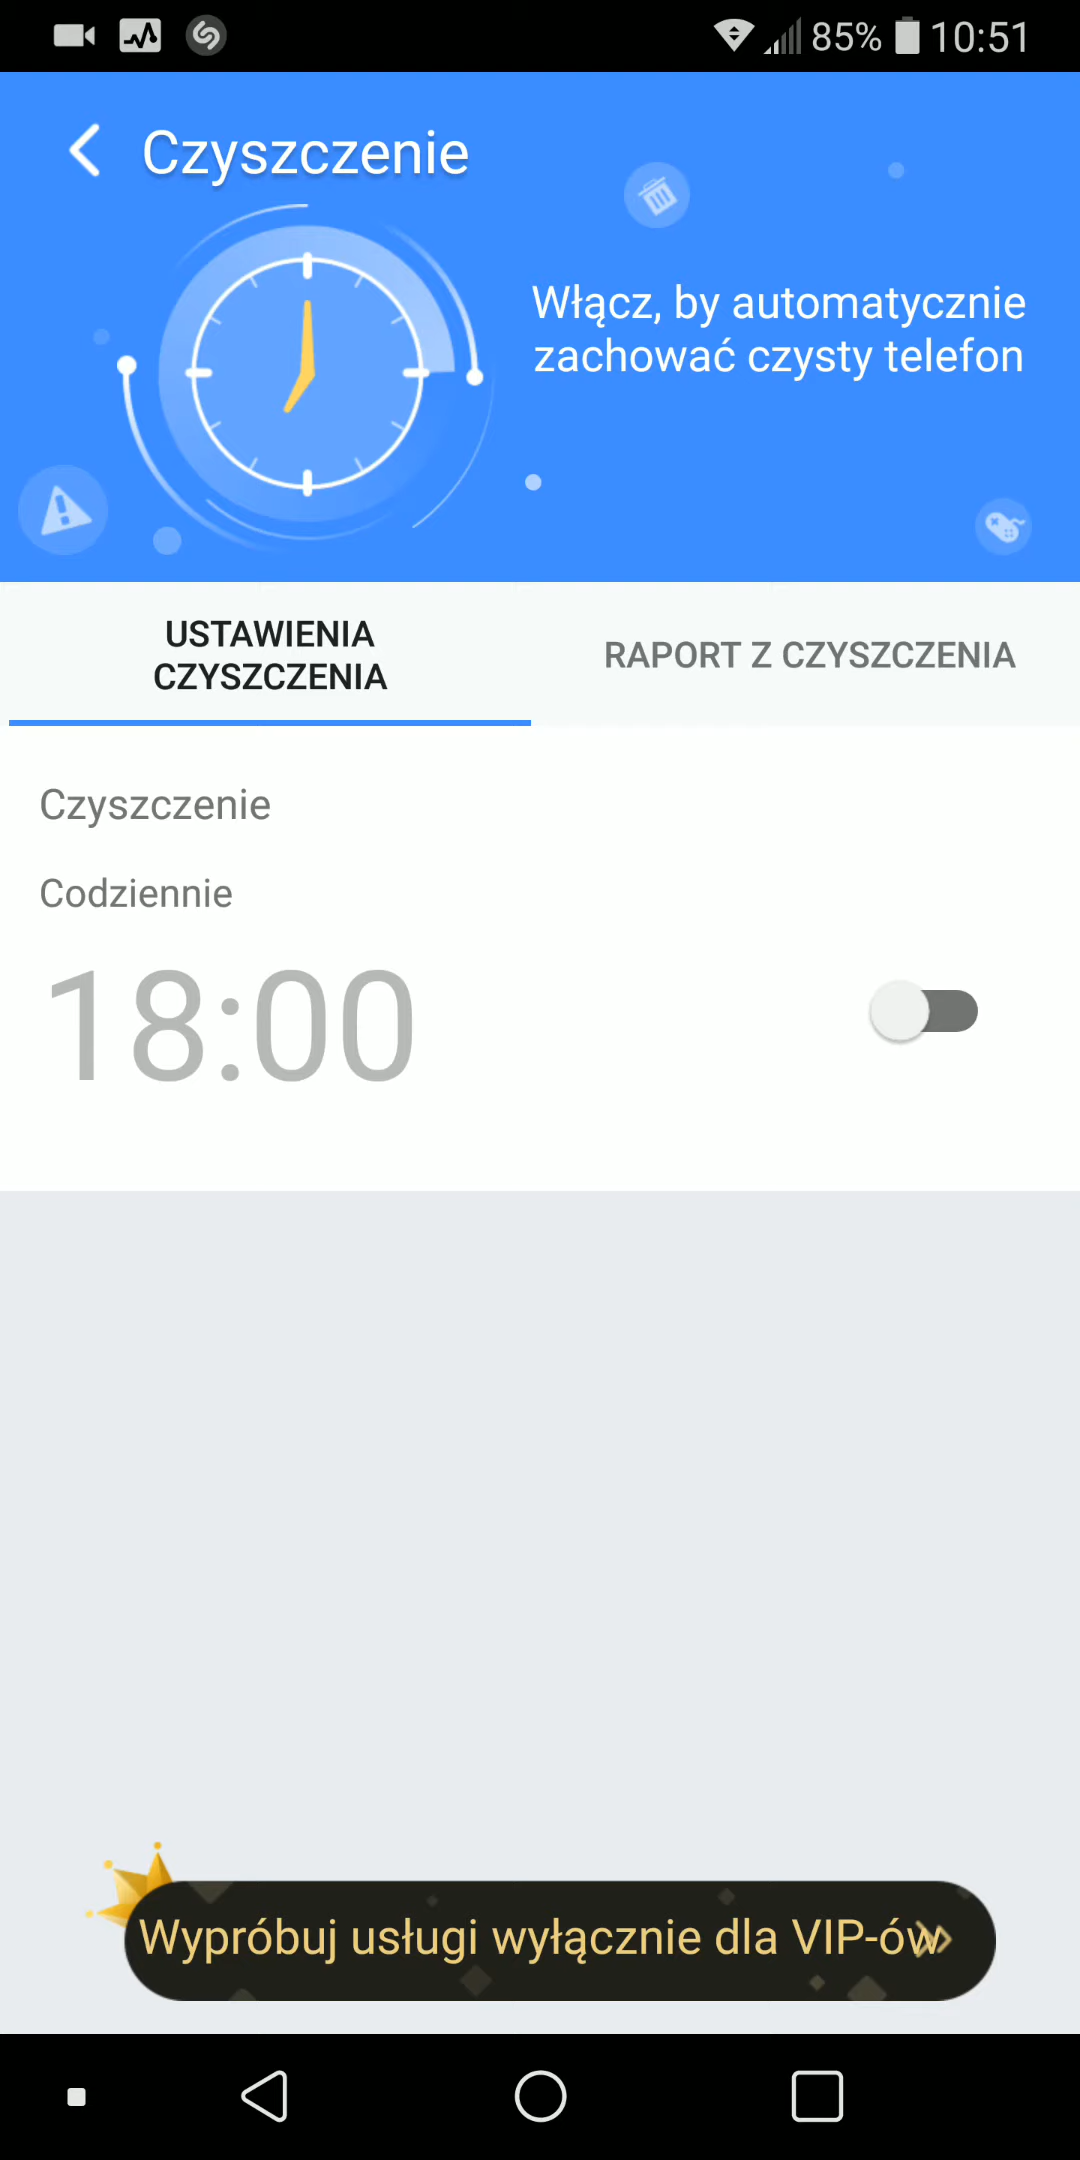 85% 10:51
Czyszczenie
Włącz, by automatycznie
zachować czysty telefon
USTAWIENIA
CZYSZCZENIA
RAPORT Z CZYSZCZENIA
Czyszczenie
Codziennie
18:00
Wypróbuj usługi wyłącznie dla VIP-ów